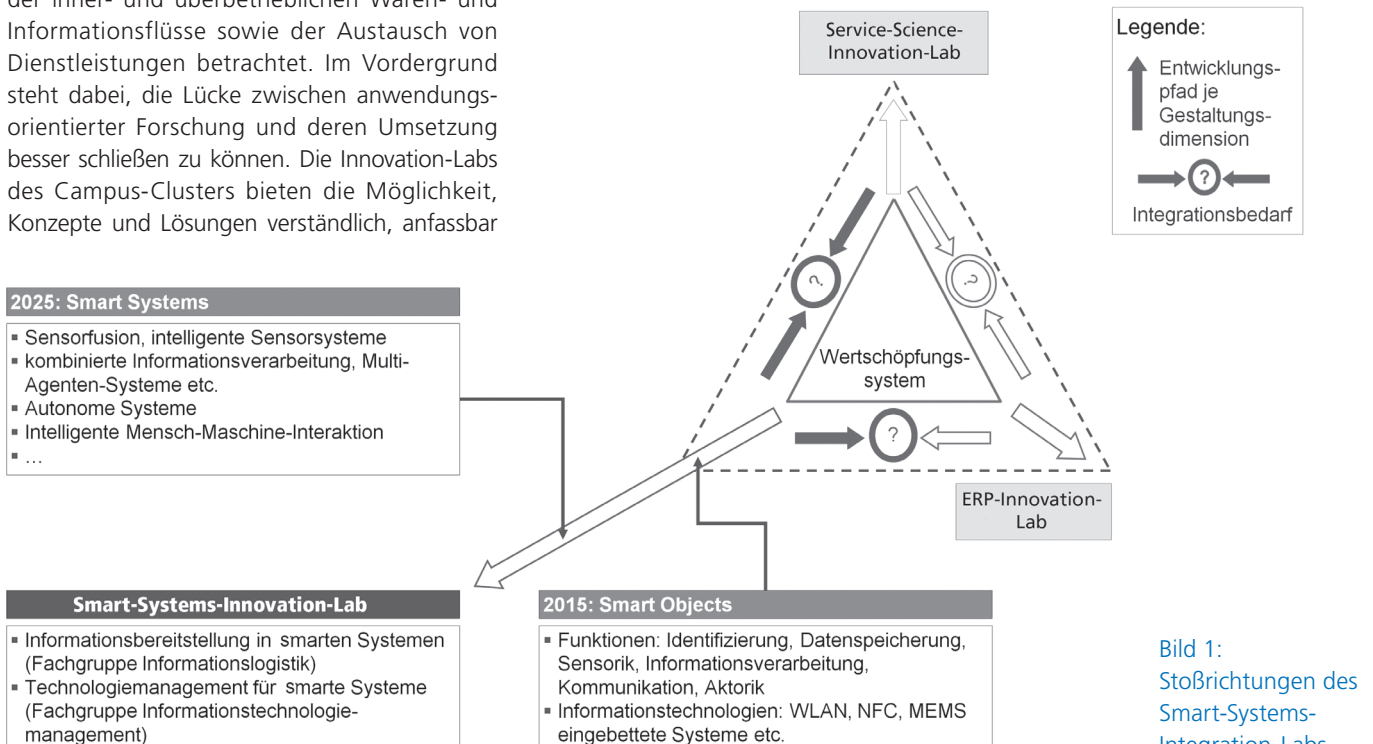 der inner- und überbetrieblichen Waren- und
Informationsflüsse sowie der Austausch von
Dienstleistungen betrachtet. Im Vordergrund
steht dabei, die Lücke zwischen anwendungs-
orientierter Forschung und deren Umsetzung
besser schließen zu können. Die Innovation-Labs
des Campus-Clusters bieten die Möglichkeit,
Konzepte und Lösungen verständlich, anfassbar
Service-Science-
Innovation-Lab
Legende:
Entwicklungs-
pfad je
Gestaltungs-
dimension
?
Integrationsbedarf
?
?
Wertschöpfungs-
system
?
ERP-Innovation-
Lab
2025: Smart Systems
▪ Sensorfusion, intelligente Sensorsysteme
▪ kombinierte Informationsverarbeitung, Multi-
Agenten-Systeme etc.
▪ Autonome Systeme
▪ Intelligente Mensch-Maschine-Interaktion
▪ …
Smart-Systems-Innovation-Lab
▪ Informationsbereitstellung in smarten Systemen
(Fachgruppe Informationslogistik)
▪ Technologiemanagement für smarte Systeme
(Fachgruppe Informationstechnologie-
management)
2015: Smart Objects
▪ Funktionen: Identifizierung, Datenspeicherung,
Sensorik, Informationsverarbeitung,
Kommunikation, Aktorik
▪ Informationstechnologien: WLAN, NFC, MEMS
eingebettete Systeme etc.
Bild 1:
Stoßrichtungen des
Smart-Systems-
Integration-Labs